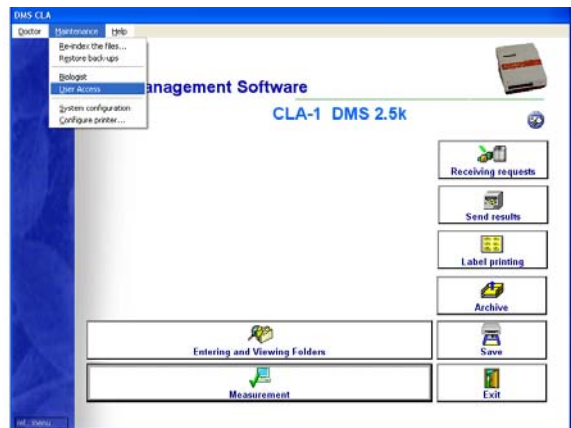 DMS CLA
Doctor Maintenance Help
Re-index the files...
Restore back-ups
Biologist
User Access
System configuration
Configure printer...
anagement Software
CLA-1 DMS 2.5k
Receiving requests
Send results
Label printing
Archive
Entering and Viewing Folders
Save
Measurement
Exit
ref. menu